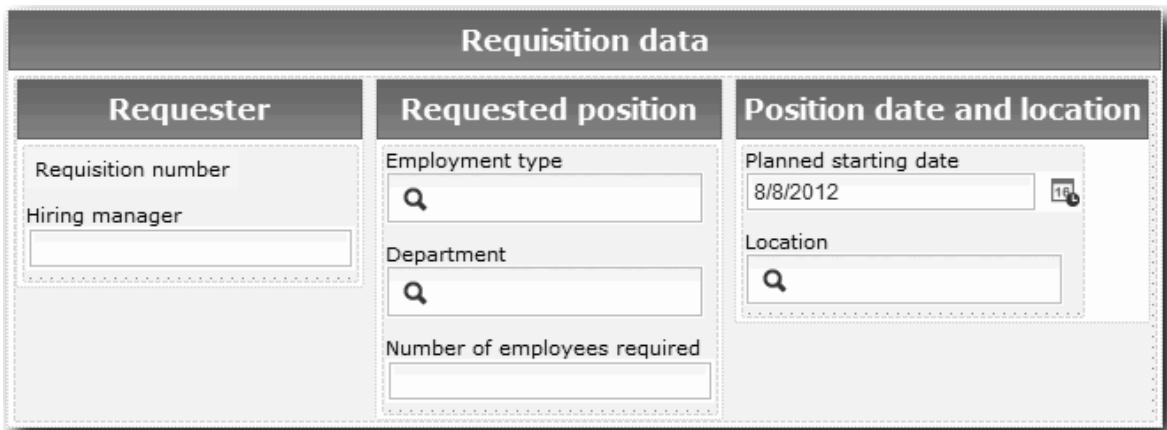 Requisition data
Requester
Requested position
Position date and location
Requisition number
Hiring manager
Employment type
Department
Number of employees required
Planned starting date
8/8/2012
16
Location